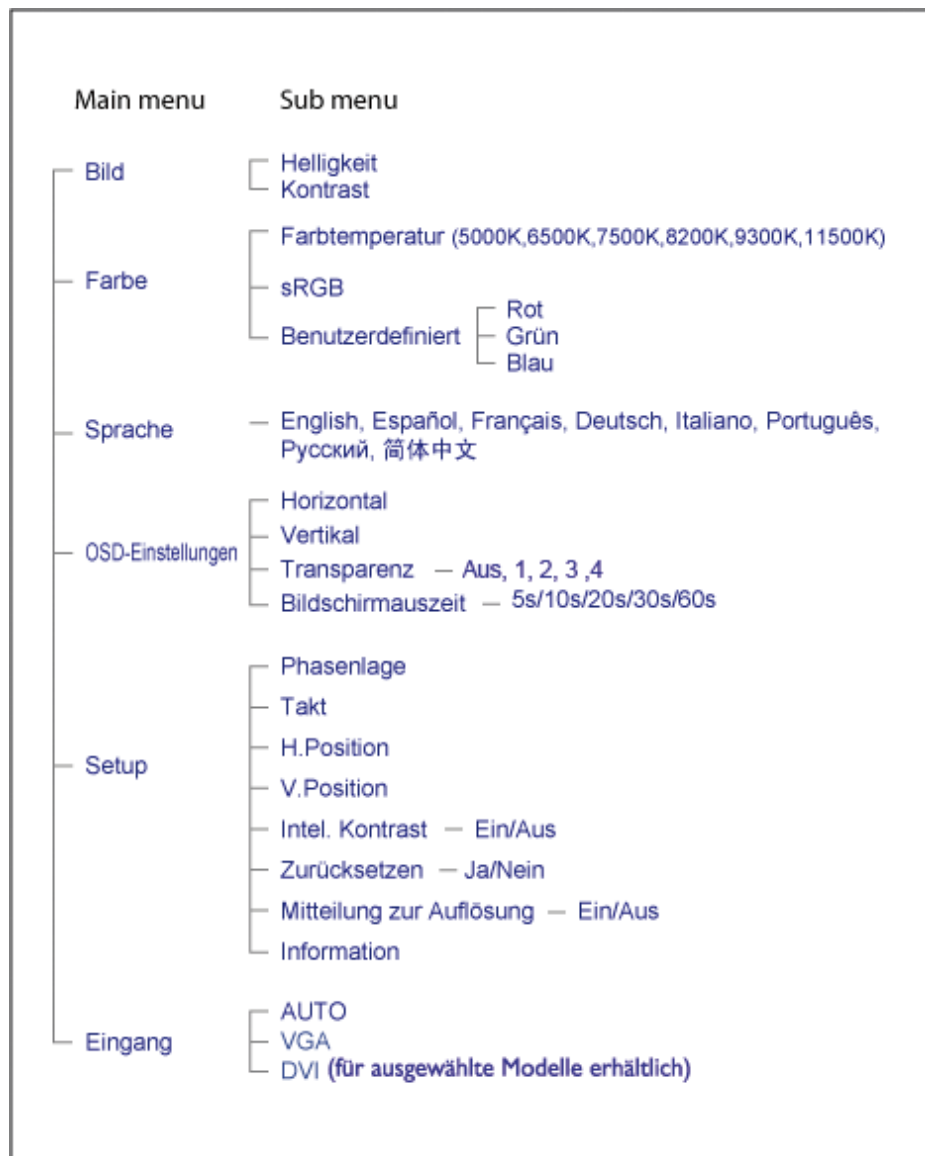 Main menu Sub menu
Bild
Helligkeit
Kontrast
Farbe
Farbtemperatur (5000K,6500K,7500K,8200K,9300K,11500K)
sRGB
Benutzerdefiniert
Rot
Grün
Blau
Sprache
English, Español, Français, Deutsch, Italiano, Português,
Русский, 简体中文
OSD-Einstellungen
Horizontal
Vertikal
Transparenz — Aus, 1, 2, 3 ,4
Bildschirmauszeit — 5s/10s/20s/30s/60s
Setup
Phasenlage
Takt
H.Position
V.Position
Intel. Kontrast — Ein/Aus
Zurücksetzen — Ja/Nein
Mitteilung zur Auflösung — Ein/Aus
Information
Eingang
AUTO
VGA
DVI (für ausgewählte Modelle erhältlich)